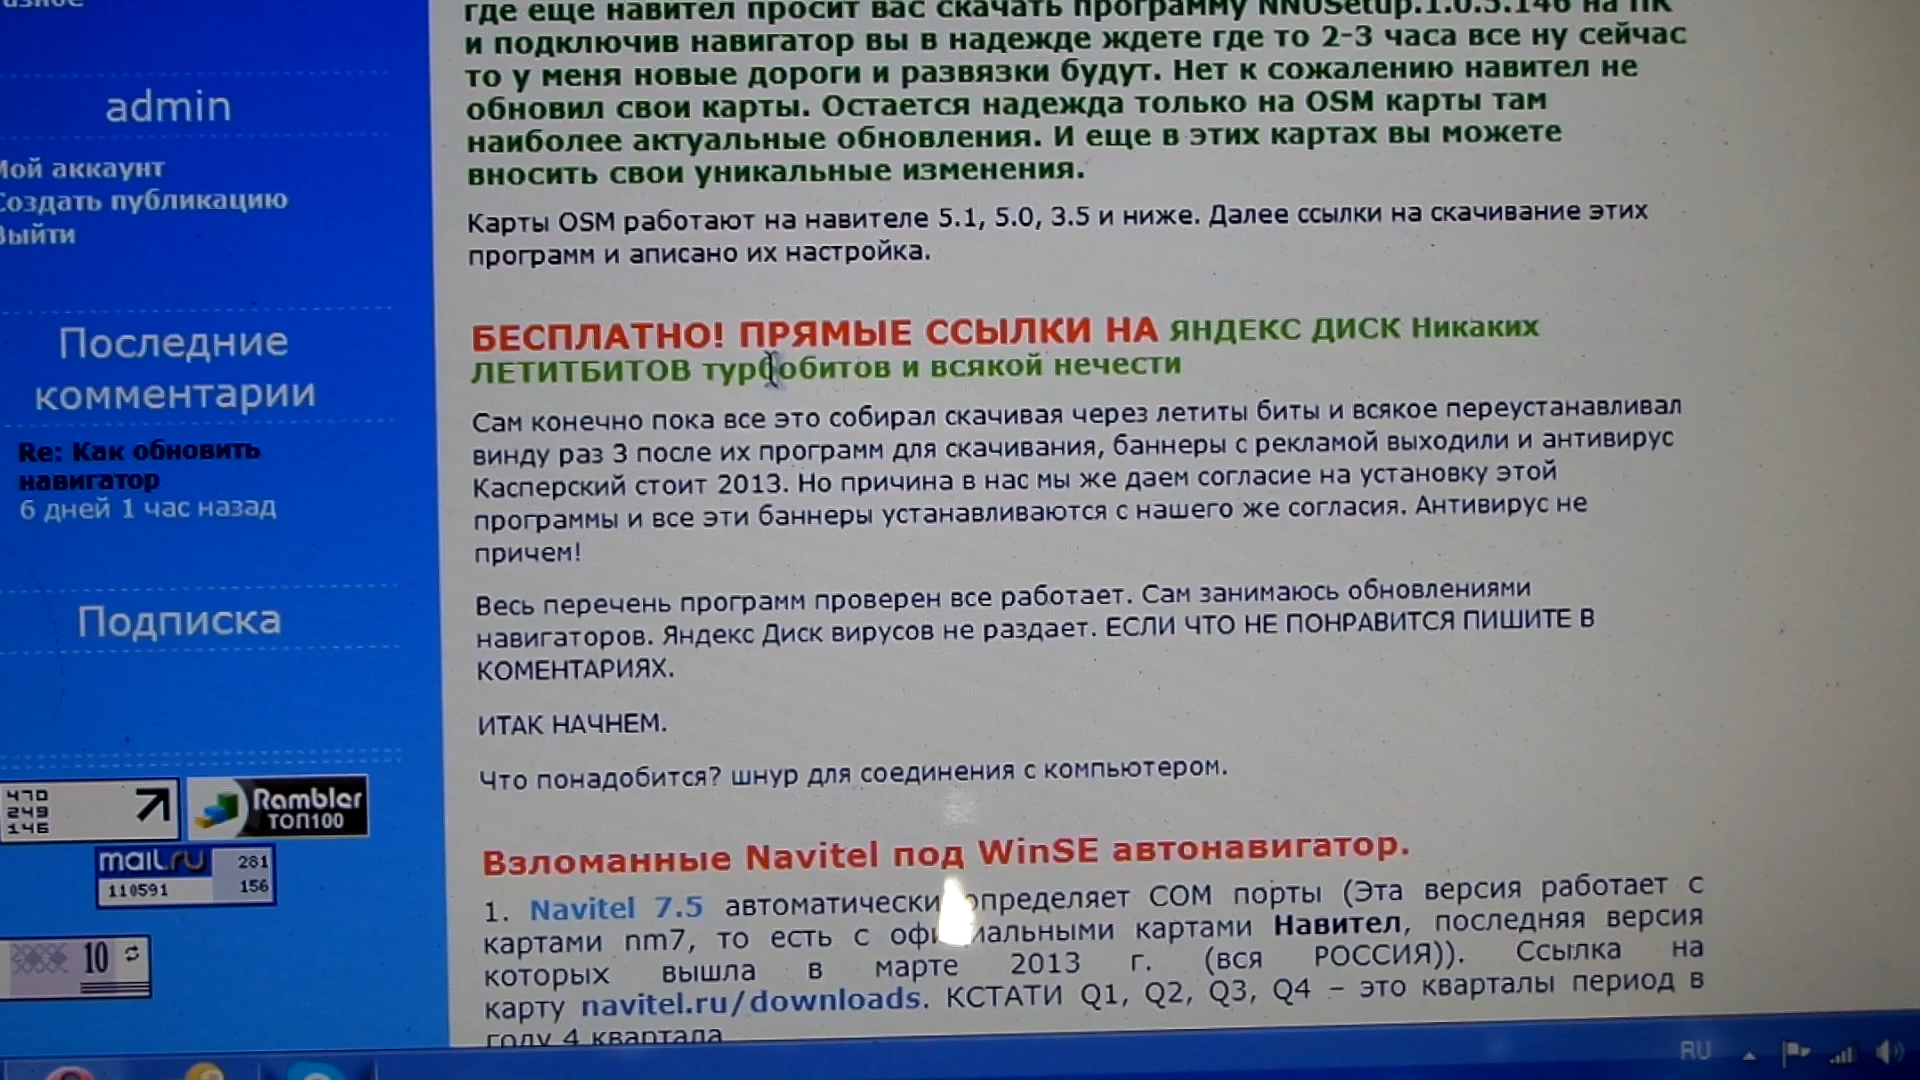 admin
Мой аккаунт
Создать публикацию
Выйти
Последние
комментарии
Re: Как обновить
навигатор
6 дней 1 час назад
Подписка
470
249
146
Rambler
ТОП100
mail.ru
281
110591
156
10
где еще навител просит вас скачать программу NNUSetup.1.0.5.146 на ПК
и подключив навигатор вы в надежде ждете где то 2-3 часа все ну сейчас
то у меня новые дороги и развязки будут. Нет к сожалению навител не
обновил свои карты. Остается надежда только на OSM карты там
наиболее актуальные обновления. И еще в этих картах вы можете
вносить свои уникальные изменения.
Карты OSM работают на навителе 5.1, 5.0, 3.5 и ниже. Далее ссылки на скачивание этих
программ и аписано их настройка.
БЕСПЛАТНО! ПРЯМЫЕ ССЫЛКИ НА ЯНДЕКС ДИСК Никаких
ЛЕТИТБИТОВ турбобитов и всякой нечести
Сам конечно пока все это собирал скачивая через летиты биты и всякое переустанавливал
винду раз 3 после их программ для скачивания, баннеры с рекламой выходили и антивирус
Касперский стоит 2013. Но причина в нас мы же даем согласие на установку этой
программы и все эти баннеры устанавливаются с нашего же согласия. Антивирус не
причем!
Весь перечень программ проверен все работает. Сам занимаюсь обновлениями
навигаторов. Яндекс Диск вирусов не раздает. ЕСЛИ ЧТО НЕ ПОНРАВИТСЯ ПИШИТЕ В
КОМЕНТАРИЯХ.
ИТАК НАЧНЕМ.
Что понадобится? шнур для соединения с компьютером.
Взломанные Navitel под WinSE автонавигатор.
1. Navitel 7.5 автоматически определяет COM порты (Эта версия работает с
картами nm7, то есть с официальными картами Навител, последняя версия
которых вышла в марте 2013 г. (вся РОССИЯ)). Ссылка на
карту navitel.ru/downloads. КСТАТИ Q1, Q2, Q3, Q4 – это кварталы период в
году 4 квартала
RU